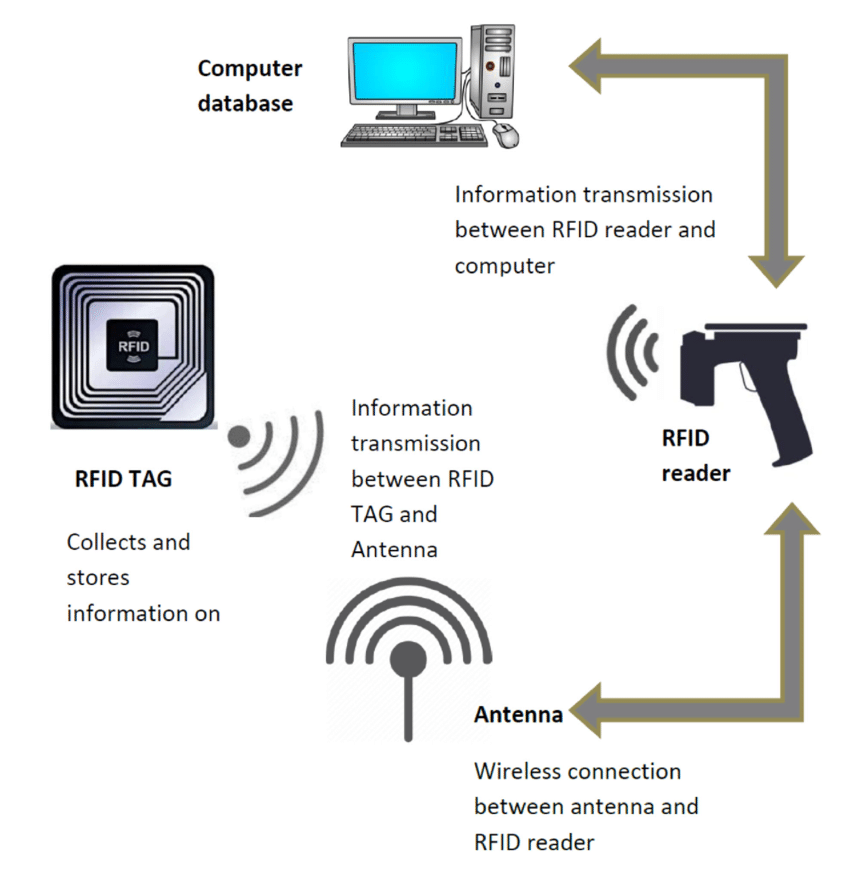 Computer
database
Information transmission
between RFID reader and
computer
RFID
RFID
reader
Information
transmission
between RFID
TAG and
Antenna
RFID TAG
Collects and
stores
information on
Antenna
Wireless connection
between antenna and
RFID reader